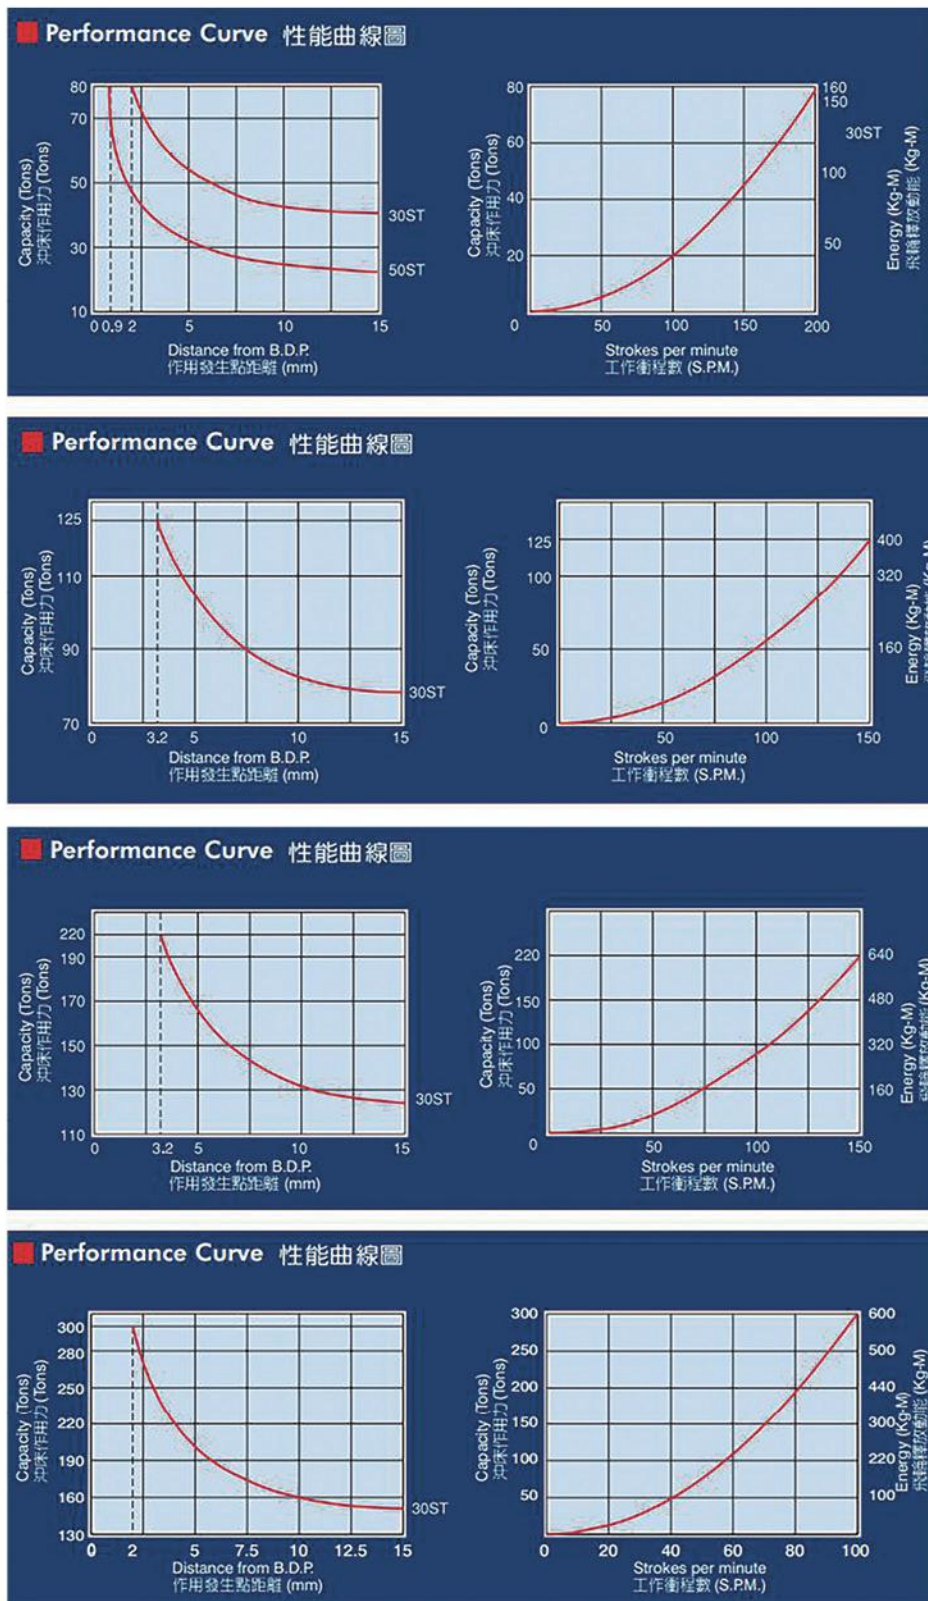 Performance Curve 性能曲線圖
Capacity (Tons)
沖床作用力 (Tons)
80
70
50
30
10
0 0.9 2 5 10 15
30ST
50ST
Distance from B.D.P.
作用發生點距離 (mm)
Capacity (Tons)
沖床作用力 (Tons)
80
60
40
20
0 50 100 150 200
160
150
100
50
30ST
Energy (Kg-M)
飛輪釋放動能 (Kg-M)
Strokes per minute
工作衝程數 (S.P.M.)
Performance Curve 性能曲線圖
Capacity (Tons)
沖床作用力 (Tons)
125
110
90
70
0 3.2 5 10 15
30ST
Distance from B.D.P.
作用發生點距離 (mm)
Capacity (Tons)
沖床作用力 (Tons)
125
100
50
0
50 100 150
400
320
160
Energy (Kg-M)
Strokes per minute
工作衝程數 (S.P.M.)
Performance Curve 性能曲線圖
Capacity (Tons)
沖床作用力 (Tons)
220
190
170
150
130
110
0 3.2 5 10 15
30ST
Distance from B.D.P.
作用發生點距離 (mm)
Capacity (Tons)
沖床作用力 (Tons)
220
150
100
50
0 50 100 150
640
480
320
160
Energy (Kg-M)
飛輪釋放動能 (Kg-M)
Strokes per minute
工作衝程數 (S.P.M.)
Performance Curve 性能曲線圖
Capacity (Tons)
沖床作用力 (Tons)
300
280
250
220
190
160
130
0 2 5 7.5 10 12.5 15
30ST
Distance from B.D.P.
作用發生點距離 (mm)
Capacity (Tons)
沖床作用力 (Tons)
300
250
200
150
100
50
0 20 40 60 80 100
600
500
440
300
220
100
Energy (Kg-M)
飛輪釋放動能 (Kg-M)
Strokes per minute
工作衝程數 (S.P.M.)